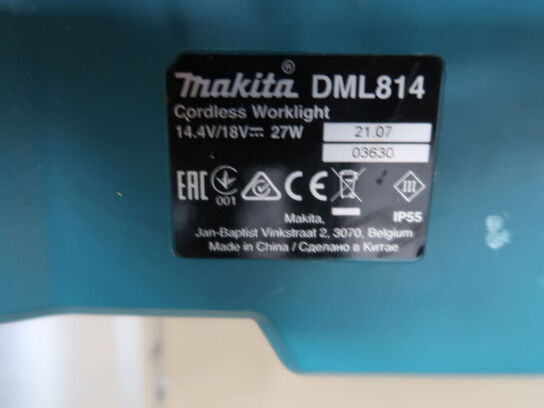 makita® DML814
Cordless Worklight
14.4V/18V⎓ 27W 21.07
03630
EAC 001 CE
Makita, IP55
Jan-Baptist Vinkstraat 2, 3070, Belgium
Made in China / Сделано в Китае